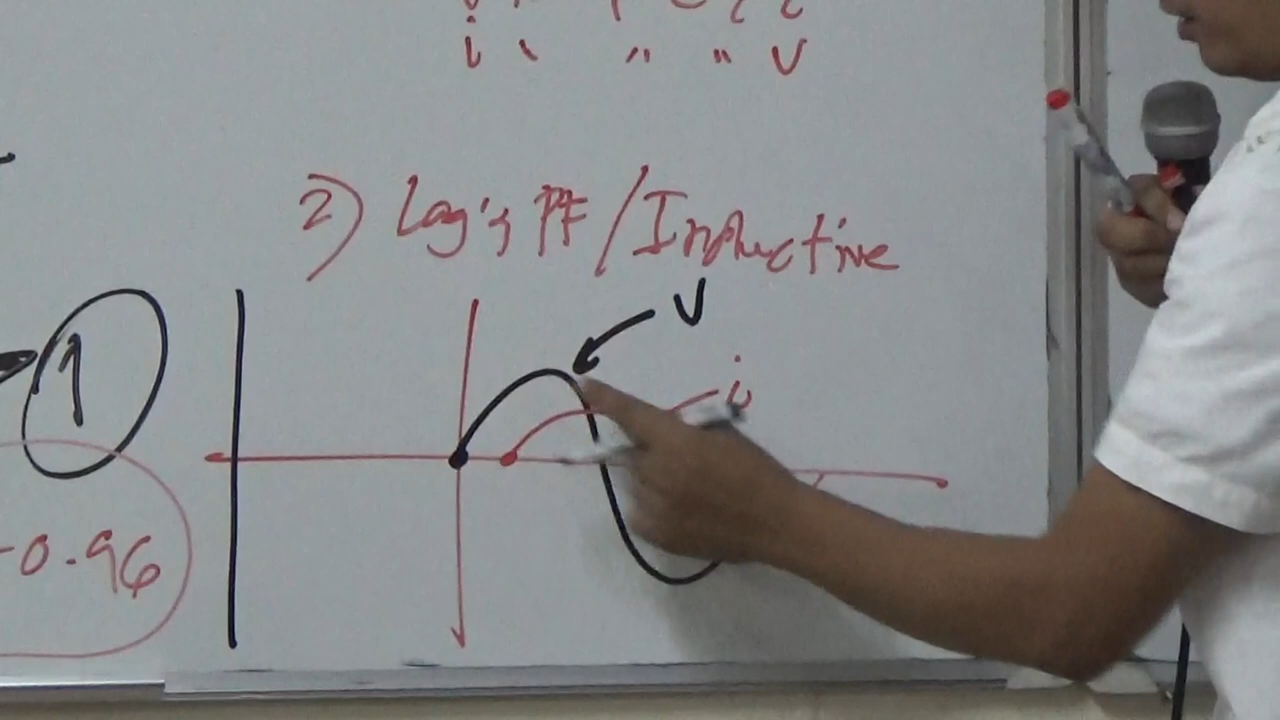 i " " V
2) Lag'g PF / Inductive
V
i
1
-0.96